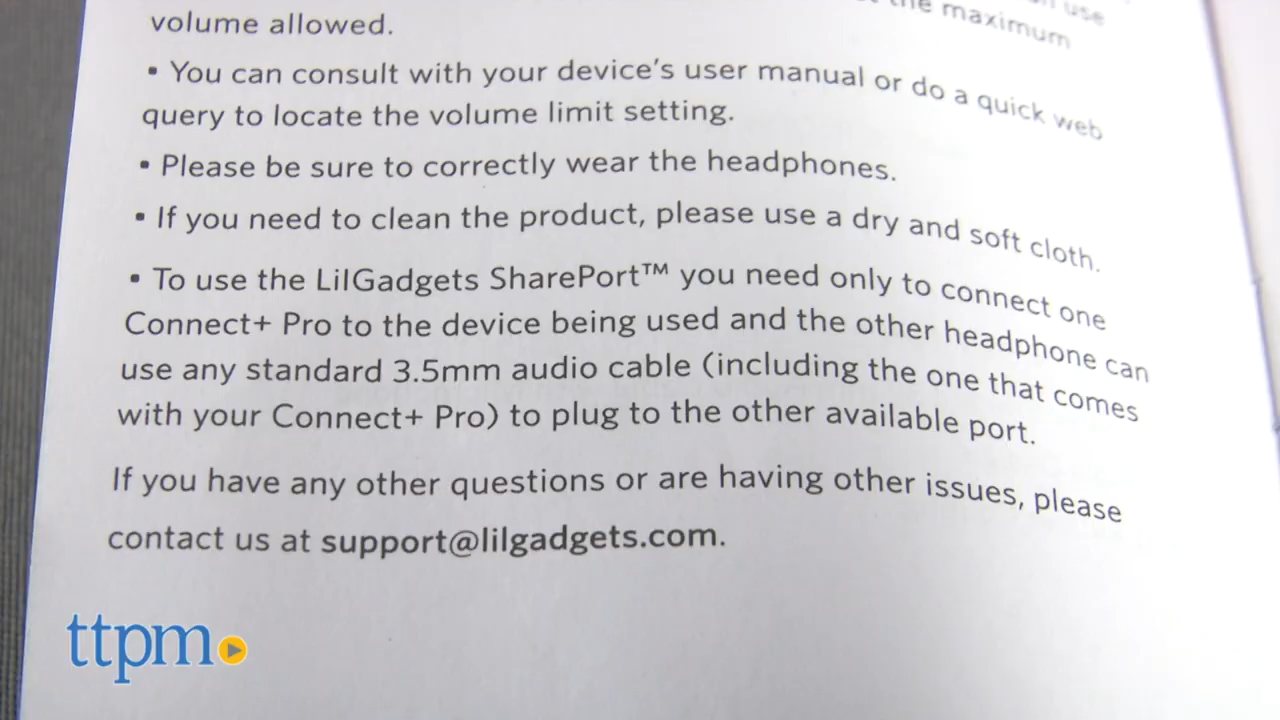 use
the maximum
volume allowed.
▪ You can consult with your device's user manual or do a quick web
query to locate the volume limit setting.
▪ Please be sure to correctly wear the headphones.
▪ If you need to clean the product, please use a dry and soft cloth.
▪ To use the LilGadgets SharePort™ you need only to connect one
Connect+ Pro to the device being used and the other headphone can
use any standard 3.5mm audio cable (including the one that comes
with your Connect+ Pro) to plug to the other available port.
If you have any other questions or are having other issues, please
contact us at support@lilgadgets.com.
ttpm